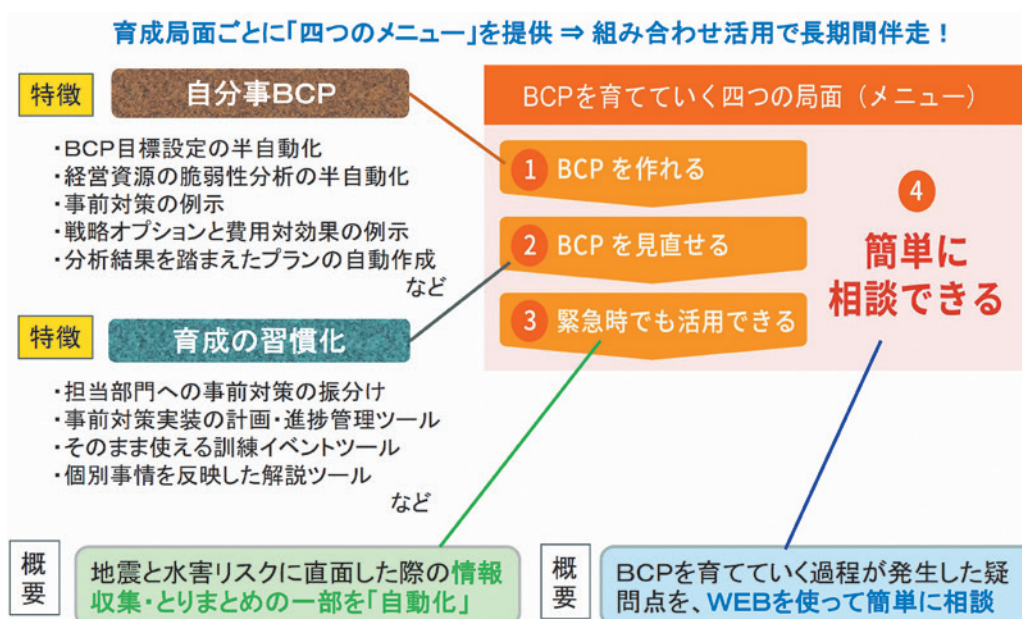 育成局面ごとに「四つのメニュー」を提供 ⇒ 組み合わせ活用で長期間伴走！
特徴
自分事BCP
・BCP目標設定の半自動化
・経営資源の脆弱性分析の半自動化
・事前対策の例示
・戦略オプションと費用対効果の例示
・分析結果を踏まえたプランの自動作成
など
特徴
育成の習慣化
・担当部門への事前対策の振分け
・事前対策実装の計画・進捗管理ツール
・そのまま使える訓練イベントツール
・個別事情を反映した解説ツール
など
BCPを育てていく四つの局面（メニュー）
1 BCP を作れる
2 BCP を見直せる
3 緊急時でも活用できる
4
簡単に
相談できる
概要
地震と水害リスクに直面した際の情報
収集・とりまとめの一部を「自動化」
概要
BCPを育てていく過程が発生した疑
問点を、WEBを使って簡単に相談